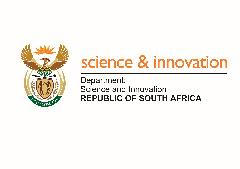 science & innovation
Department:
Science and Innovation
REPUBLIC OF SOUTH AFRICA